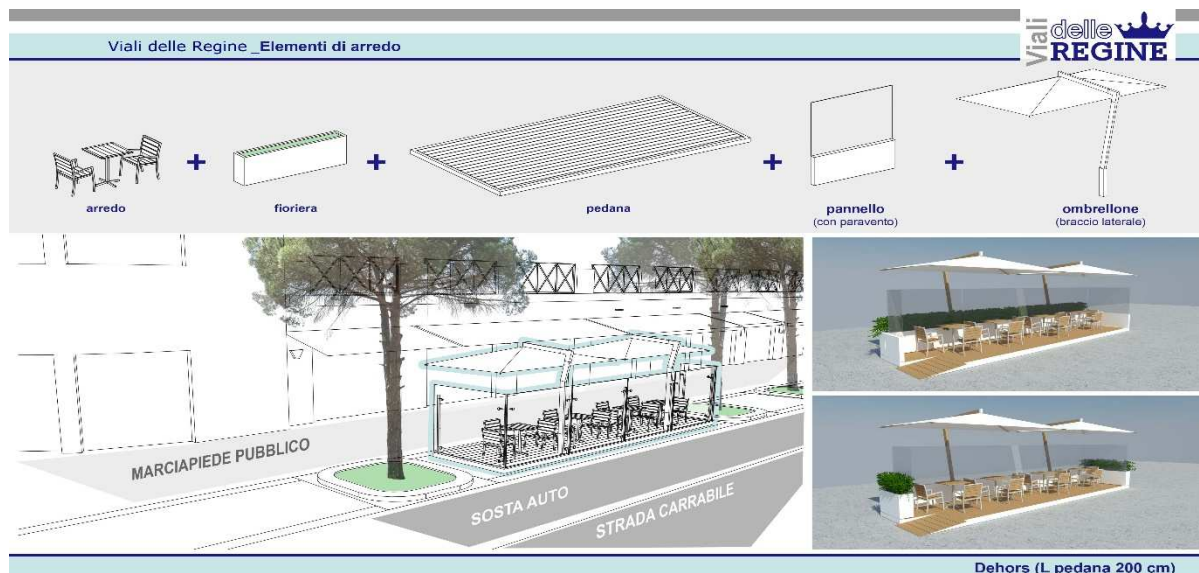 Viali delle Regine _Elementi di arredo
Viali delle
REGINE
+ + + +
arredo
fioriera
pedana
pannello
(con paravento)
ombrellone
(braccio laterale)
MARCIAPIEDE PUBBLICO
SOSTA AUTO
STRADA CARRABILE
Dehors (L pedana 200 cm)